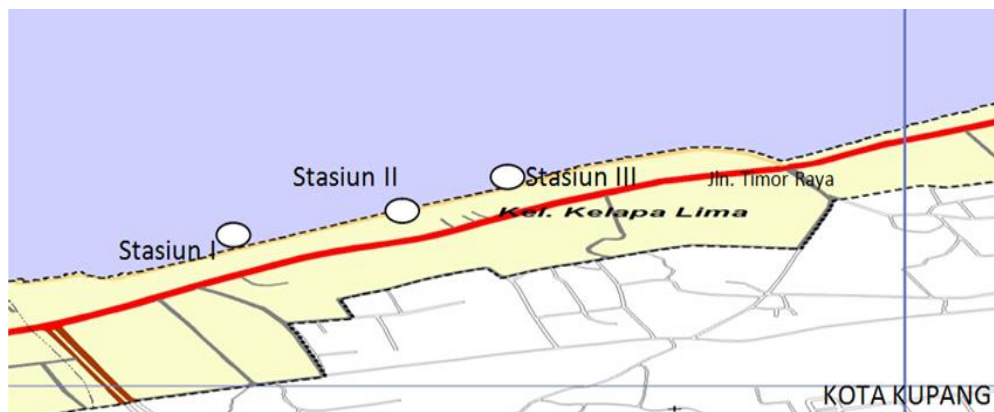 Stasiun II
Stasiun III
Jln. Timor Raya
Kel. Kelapa Lima
Stasiun I
KOTA KUPANG